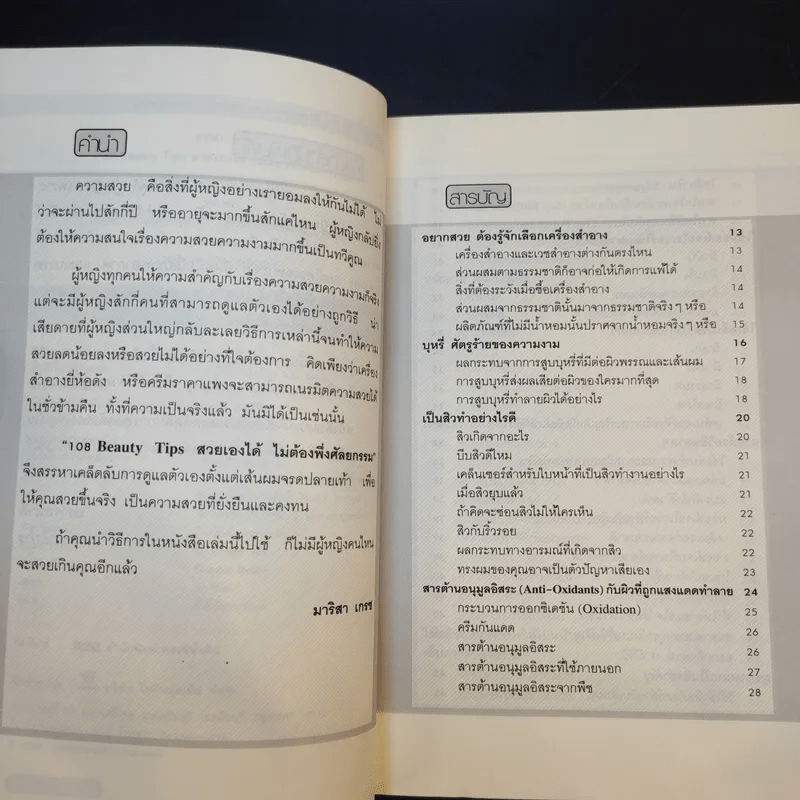 คำนำ
ความสวย คือสิ่งที่ผู้หญิงอย่างเรายอมลงให้กันไม่ได้ ไม่
ว่าจะผ่านไปสักกี่ปี หรืออายุจะมากขึ้นสักแค่ไหน ผู้หญิงกลับยิ่ง
ต้องให้ความสนใจเรื่องความสวยความงามมากขึ้นเป็นทวีคูณ
ผู้หญิงทุกคนให้ความสำคัญกับเรื่องความสวยความงามก็จริง
แต่จะมีผู้หญิงสักกี่คนที่สามารถดูแลตัวเองได้อย่างถูกวิธี น่า
เสียดายที่ผู้หญิงส่วนใหญ่กลับละเลยวิธีการเหล่านี้จนทำให้ความ
สวยลดน้อยลงหรือสวยไม่ได้อย่างที่ใจต้องการ คิดเพียงว่าเครื่อง
สำอางยี่ห้อดัง หรือครีมราคาแพงจะสามารถเนรมิตความสวยได้
ในชั่วข้ามคืน ทั้งที่ความเป็นจริงแล้ว มันมิได้เป็นเช่นนั้น
"108 Beauty Tips สวยเองได้ ไม่ต้องพึ่งศัลยกรรม"
จึงสรรหาเคล็ดลับการดูแลตัวเองตั้งแต่เส้นผมจรดปลายเท้า เพื่อ
ให้คุณสวยขึ้นจริง เป็นความสวยที่ยั่งยืนและคงทน
ถ้าคุณนำวิธีการในหนังสือเล่มนี้ไปใช้ ก็ไม่มีผู้หญิงคนไหน
จะสวยเกินคุณอีกแล้ว
มาริสา เกรซ
สารบัญ
อยากสวย ต้องรู้จักเลือกเครื่องสำอาง 13
เครื่องสำอางและเวชสำอางต่างกันตรงไหน 13
ส่วนผสมตามธรรมชาติก็อาจก่อให้เกิดการแพ้ได้ 14
สิ่งที่ต้องระวังเมื่อซื้อเครื่องสำอาง 14
ส่วนผสมจากธรรมชาตินั้นมาจากธรรมชาติจริงๆ หรือ 14
ผลิตภัณฑ์ที่ไม่มีน้ำหอมนั้นปราศจากน้ำหอมจริงๆ หรือ 15
บุหรี่ ศัตรูร้ายของความงาม 16
ผลกระทบจากการสูบบุหรี่ที่มีต่อผิวพรรณและเส้นผม 17
การสูบบุหรี่ส่งผลเสียต่อผิวของใครมากที่สุด 18
การสูบบุหรี่ทำลายผิวได้อย่างไร 18
เป็นสิวทำอย่างไรดี 20
สิวเกิดจากอะไร 20
บีบสิวดีไหม 21
เคล็นเซอร์สำหรับใบหน้าที่เป็นสิวทำงานอย่างไร 21
เมื่อสิวยุบแล้ว 21
ถ้าคิดจะซ่อนสิวไม่ให้ใครเห็น 22
สิวกับริ้วรอย 22
ผลกระทบทางอารมณ์ที่เกิดจากสิว 22
ทรงผมของคุณอาจเป็นตัวปัญหาเสียเอง 23
สารต้านอนุมูลอิสระ (Anti-Oxidants) กับผิวที่ถูกแสงแดดทำลาย 24
กระบวนการออกซิเดชัน (Oxidation) 25
ครีมกันแดด 26
สารต้านอนุมูลอิสระ 26
สารต้านอนุมูลอิสระที่ใช้ภายนอก 27
สารต้านอนุมูลอิสระจากพืช 28